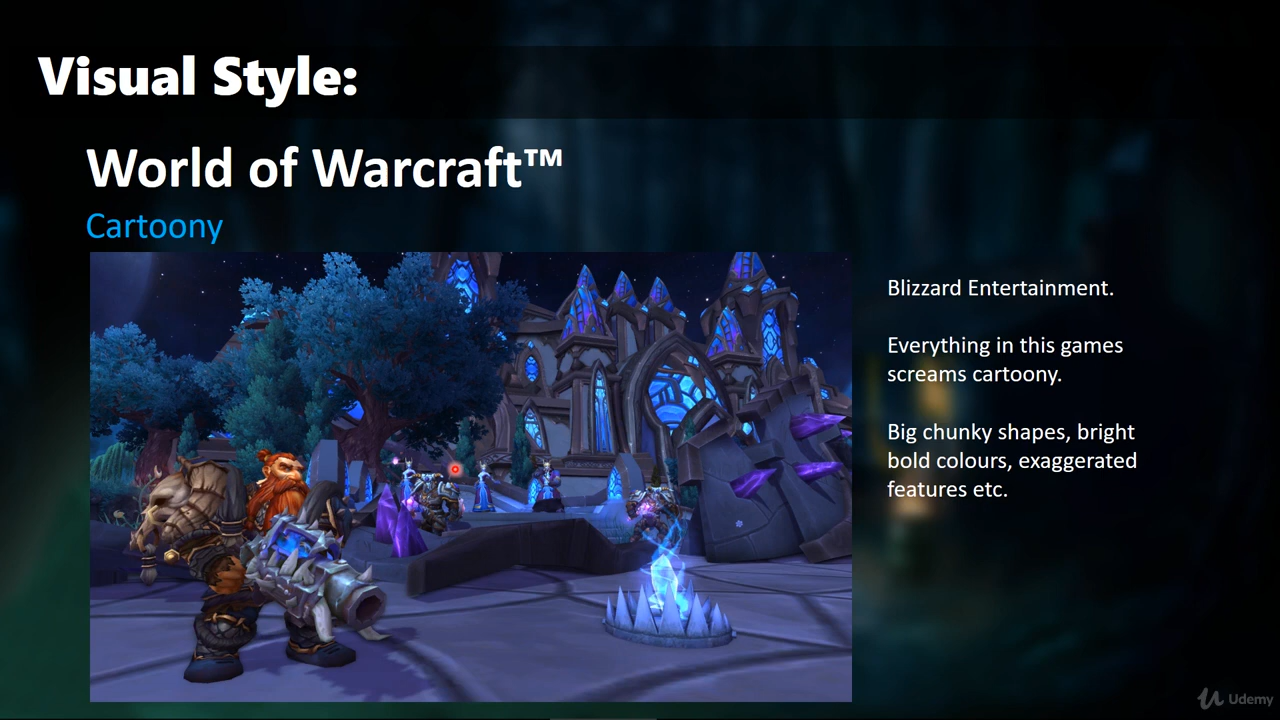 Visual Style:
World of Warcraft™
Cartoony
Blizzard Entertainment.
Everything in this games
screams cartoony.
Big chunky shapes, bright
bold colours, exaggerated
features etc.
Udemy